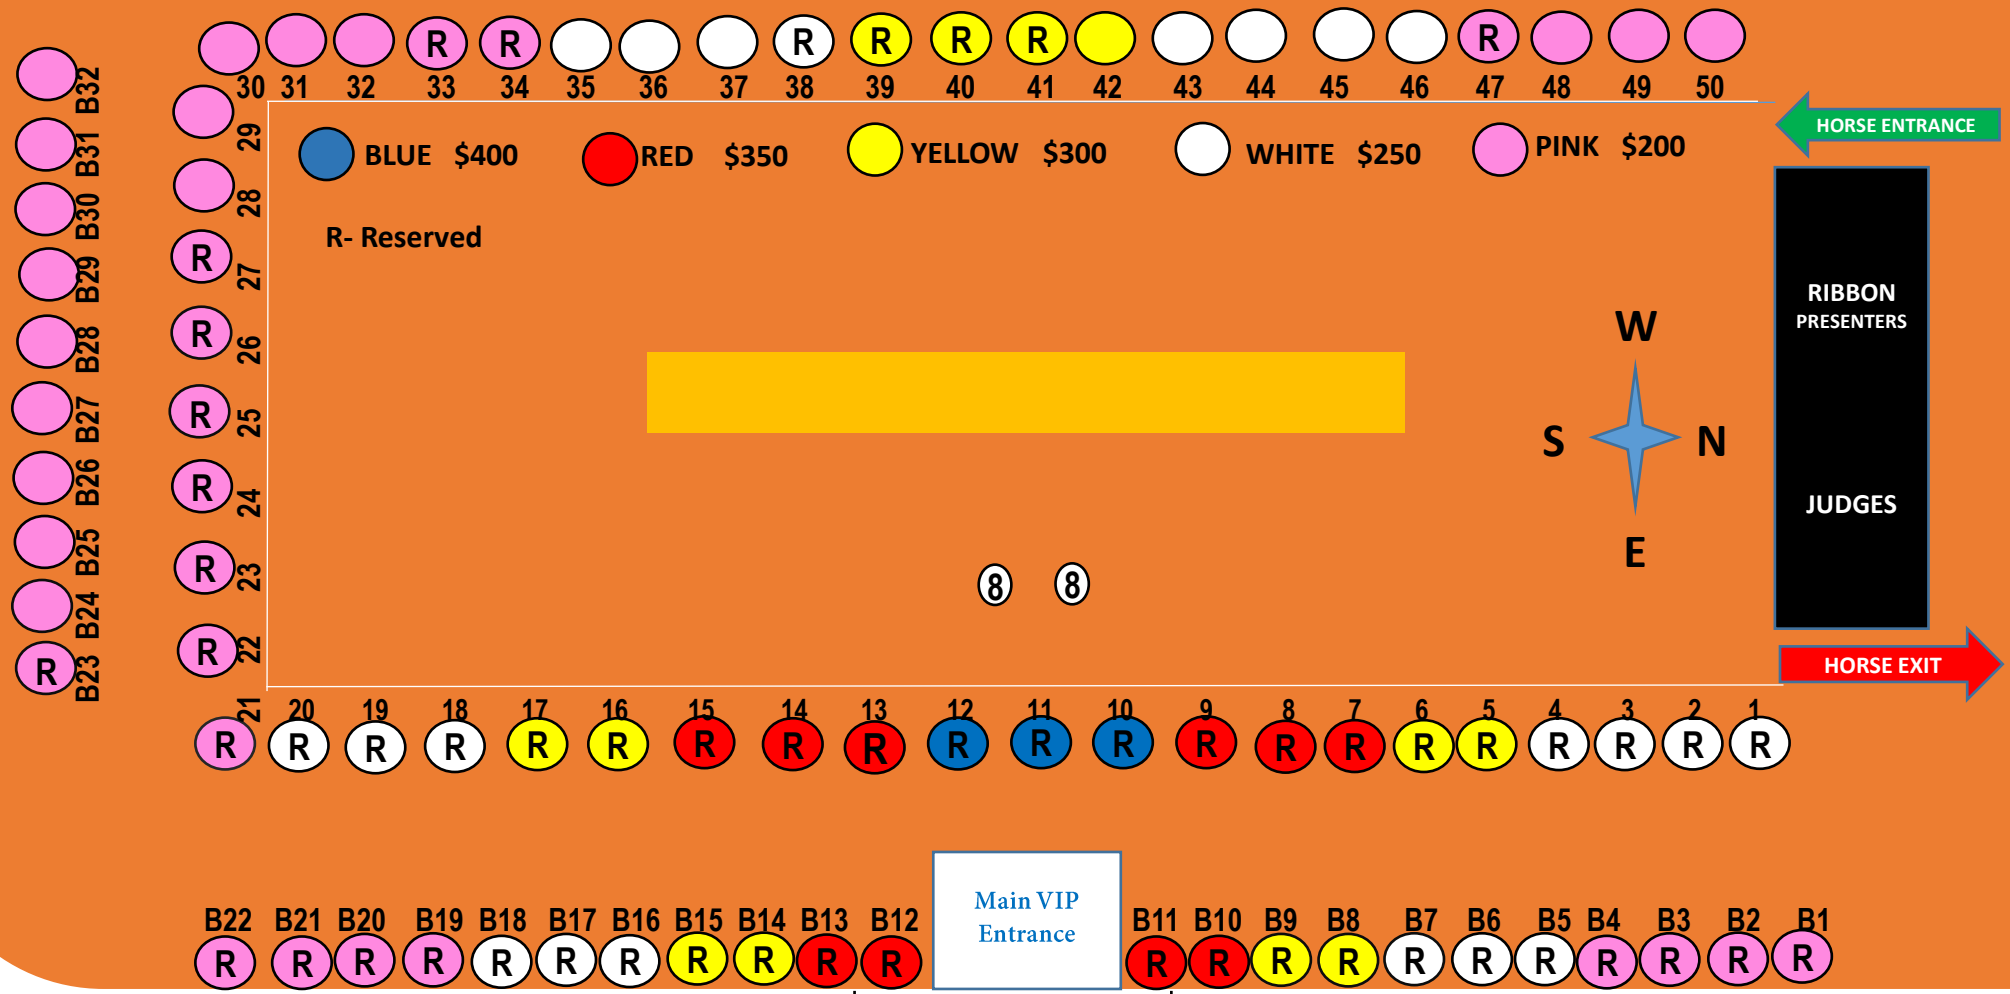 R R R R R R R
30 31 32 33 34 35 36 37 38 39 40 41 42 43 44 45 46 47 48 49 50
B32
B31
B30
B29
B28
B27
B26
B25
B24
B23
R
29
28
27
R
26
R
25
R
24
R
23
R
22
R
21
BLUE $400
RED $350
YELLOW $300
WHITE $250
PINK $200
R- Reserved
HORSE ENTRANCE
RIBBON
PRESENTERS
JUDGES
HORSE EXIT
W
S N
E
8 8
20 19 18 17 16 15 14 13 12 11 10 9 8 7 6 5 4 3 2 1
R R R R R R R R R R R R R R R R R R R R R
Main VIP
Entrance
B22 B21 B20 B19 B18 B17 B16 B15 B14 B13 B12 B11 B10 B9 B8 B7 B6 B5 B4 B3 B2 B1
R R R R R R R R R R R R R R R R R R R R R R